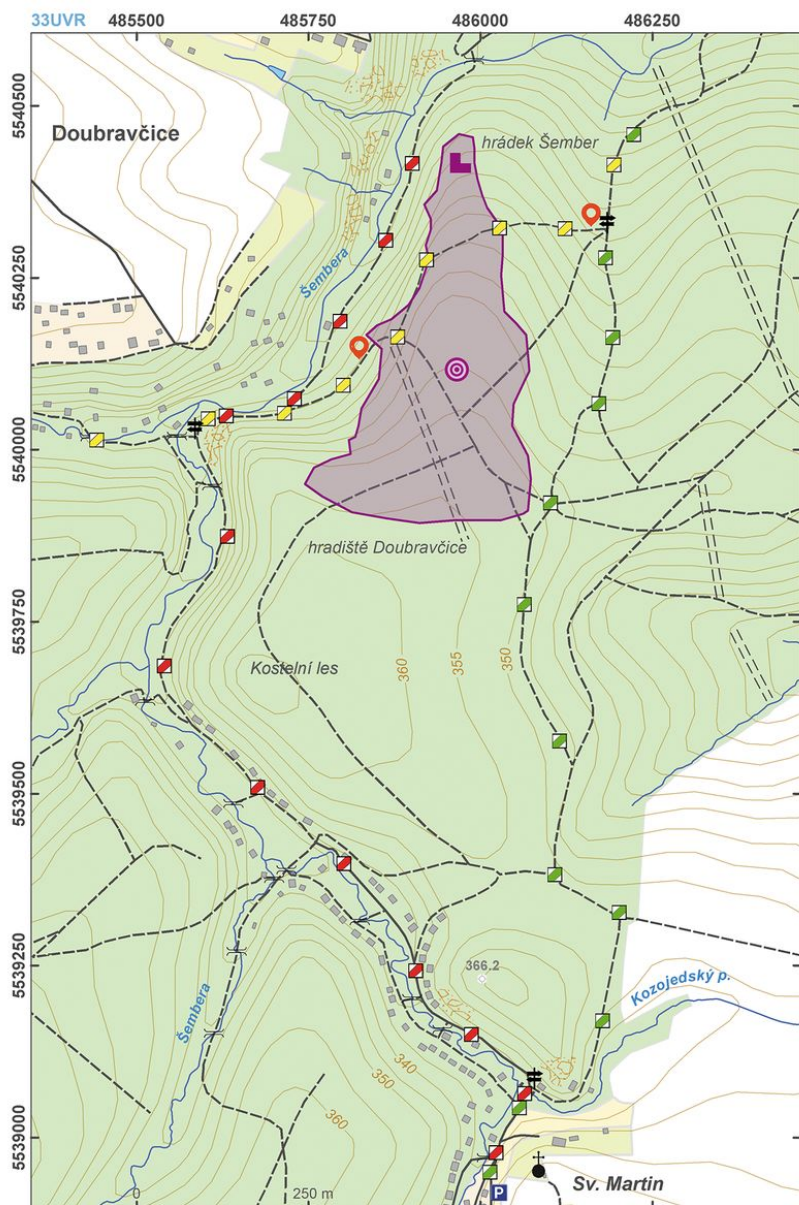 33UVR
485500
485750
486000
486250
5540500
Doubravčice
hrádek Šember
5540250
Šembera
5540000
hradiště Doubravčice
5539750
Kostelní les
360
355
350
5539500
5539250
366.2
Kozojedský p.
Šembera
340
350
360
5539000
Sv. Martin
P
0
250 m